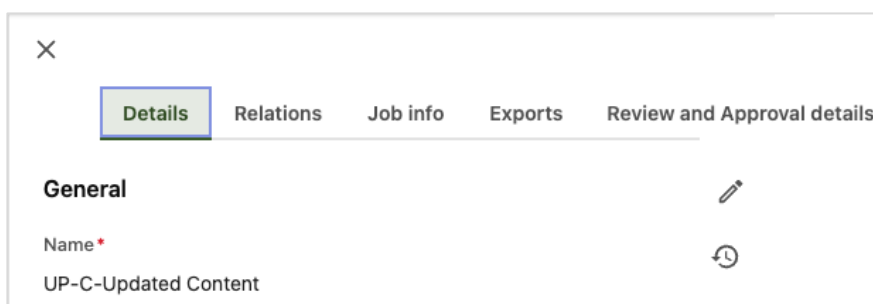 Details Relations Job info Exports Review and Approval details
General
Name*
UP-C-Updated Content